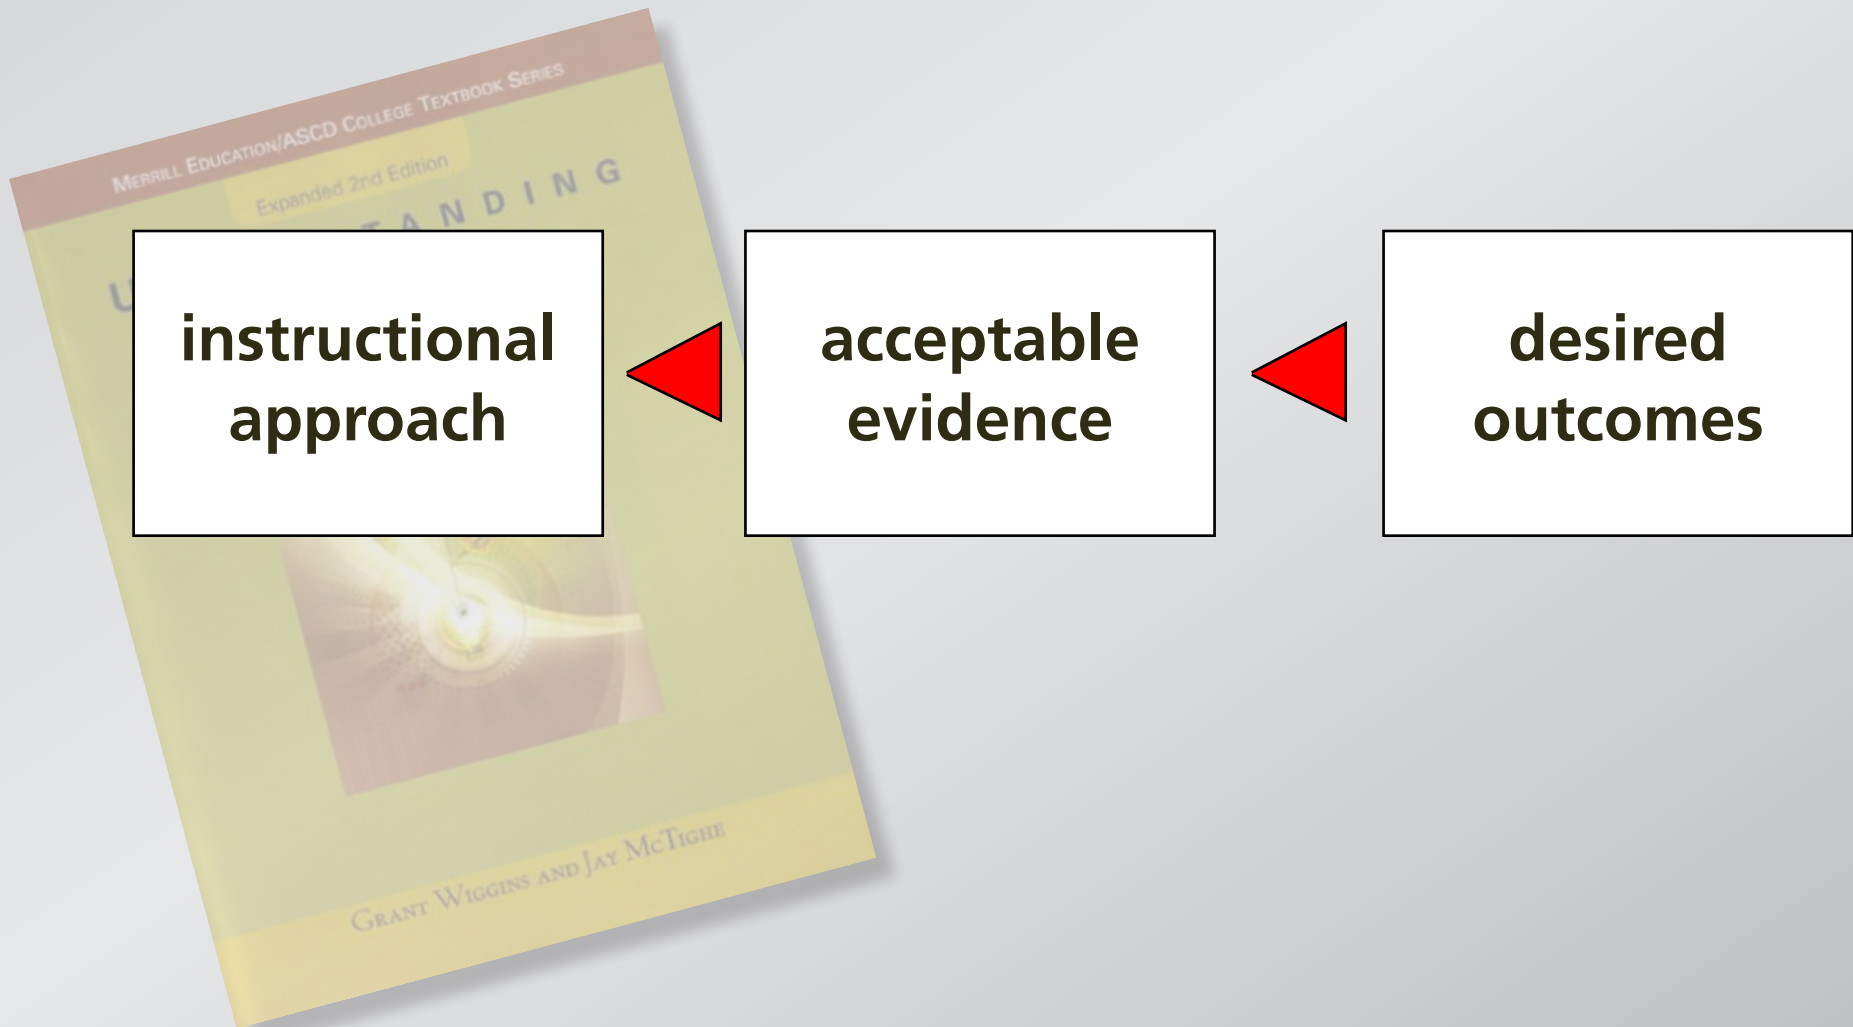 MERRILL EDUCATION/ASCD COLLEGE TEXTBOOK SERIES
Expanded 2nd Edition
instructional
approach
acceptable
evidence
desired
outcomes
GRANT WIGGINS AND JAY MCTIGHE